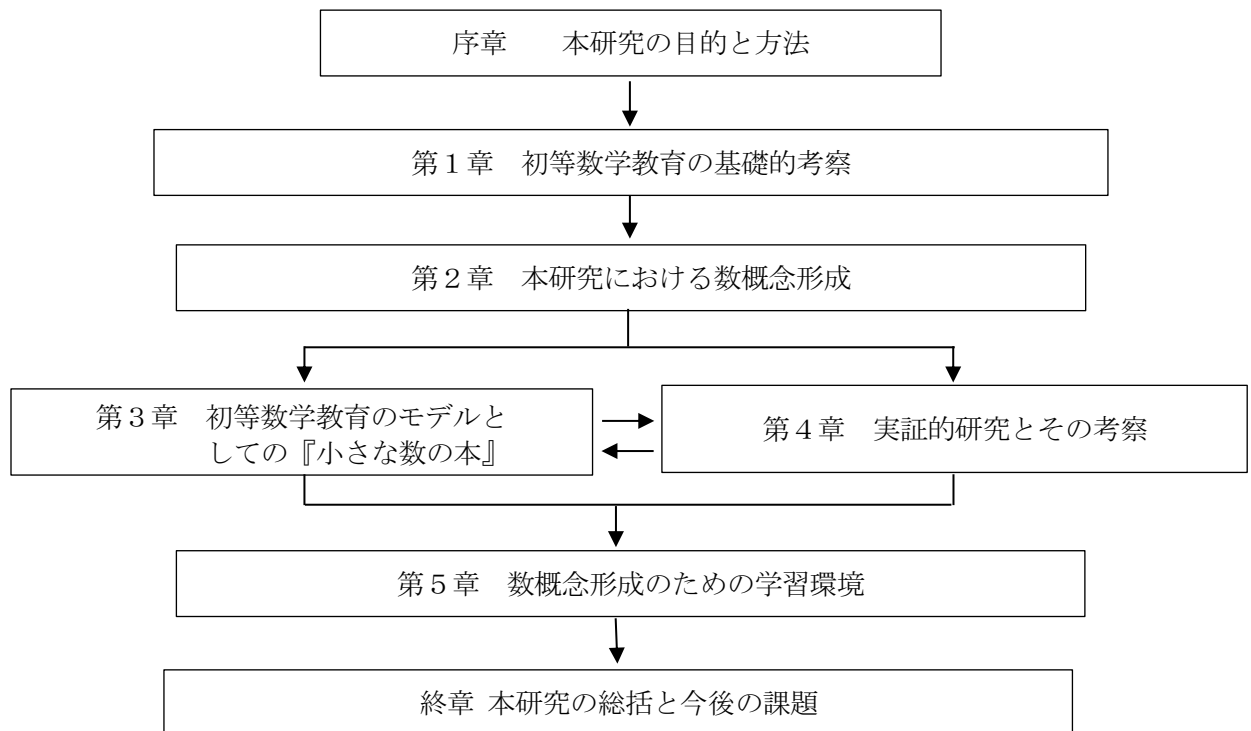 序章　　本研究の目的と方法
第１章　初等数学教育の基礎的考察
第２章　本研究における数概念形成
第３章　初等数学教育のモデルと
しての『小さな数の本』
第４章　実証的研究とその考察
第５章　数概念形成のための学習環境
終章 本研究の総括と今後の課題